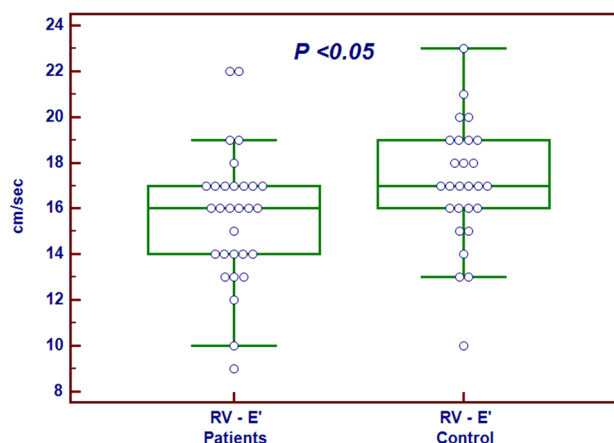 24
P <0.05
22
20
18
16
14
12
10
8
cm/sec
RV - E'
Patients
RV - E'
Control